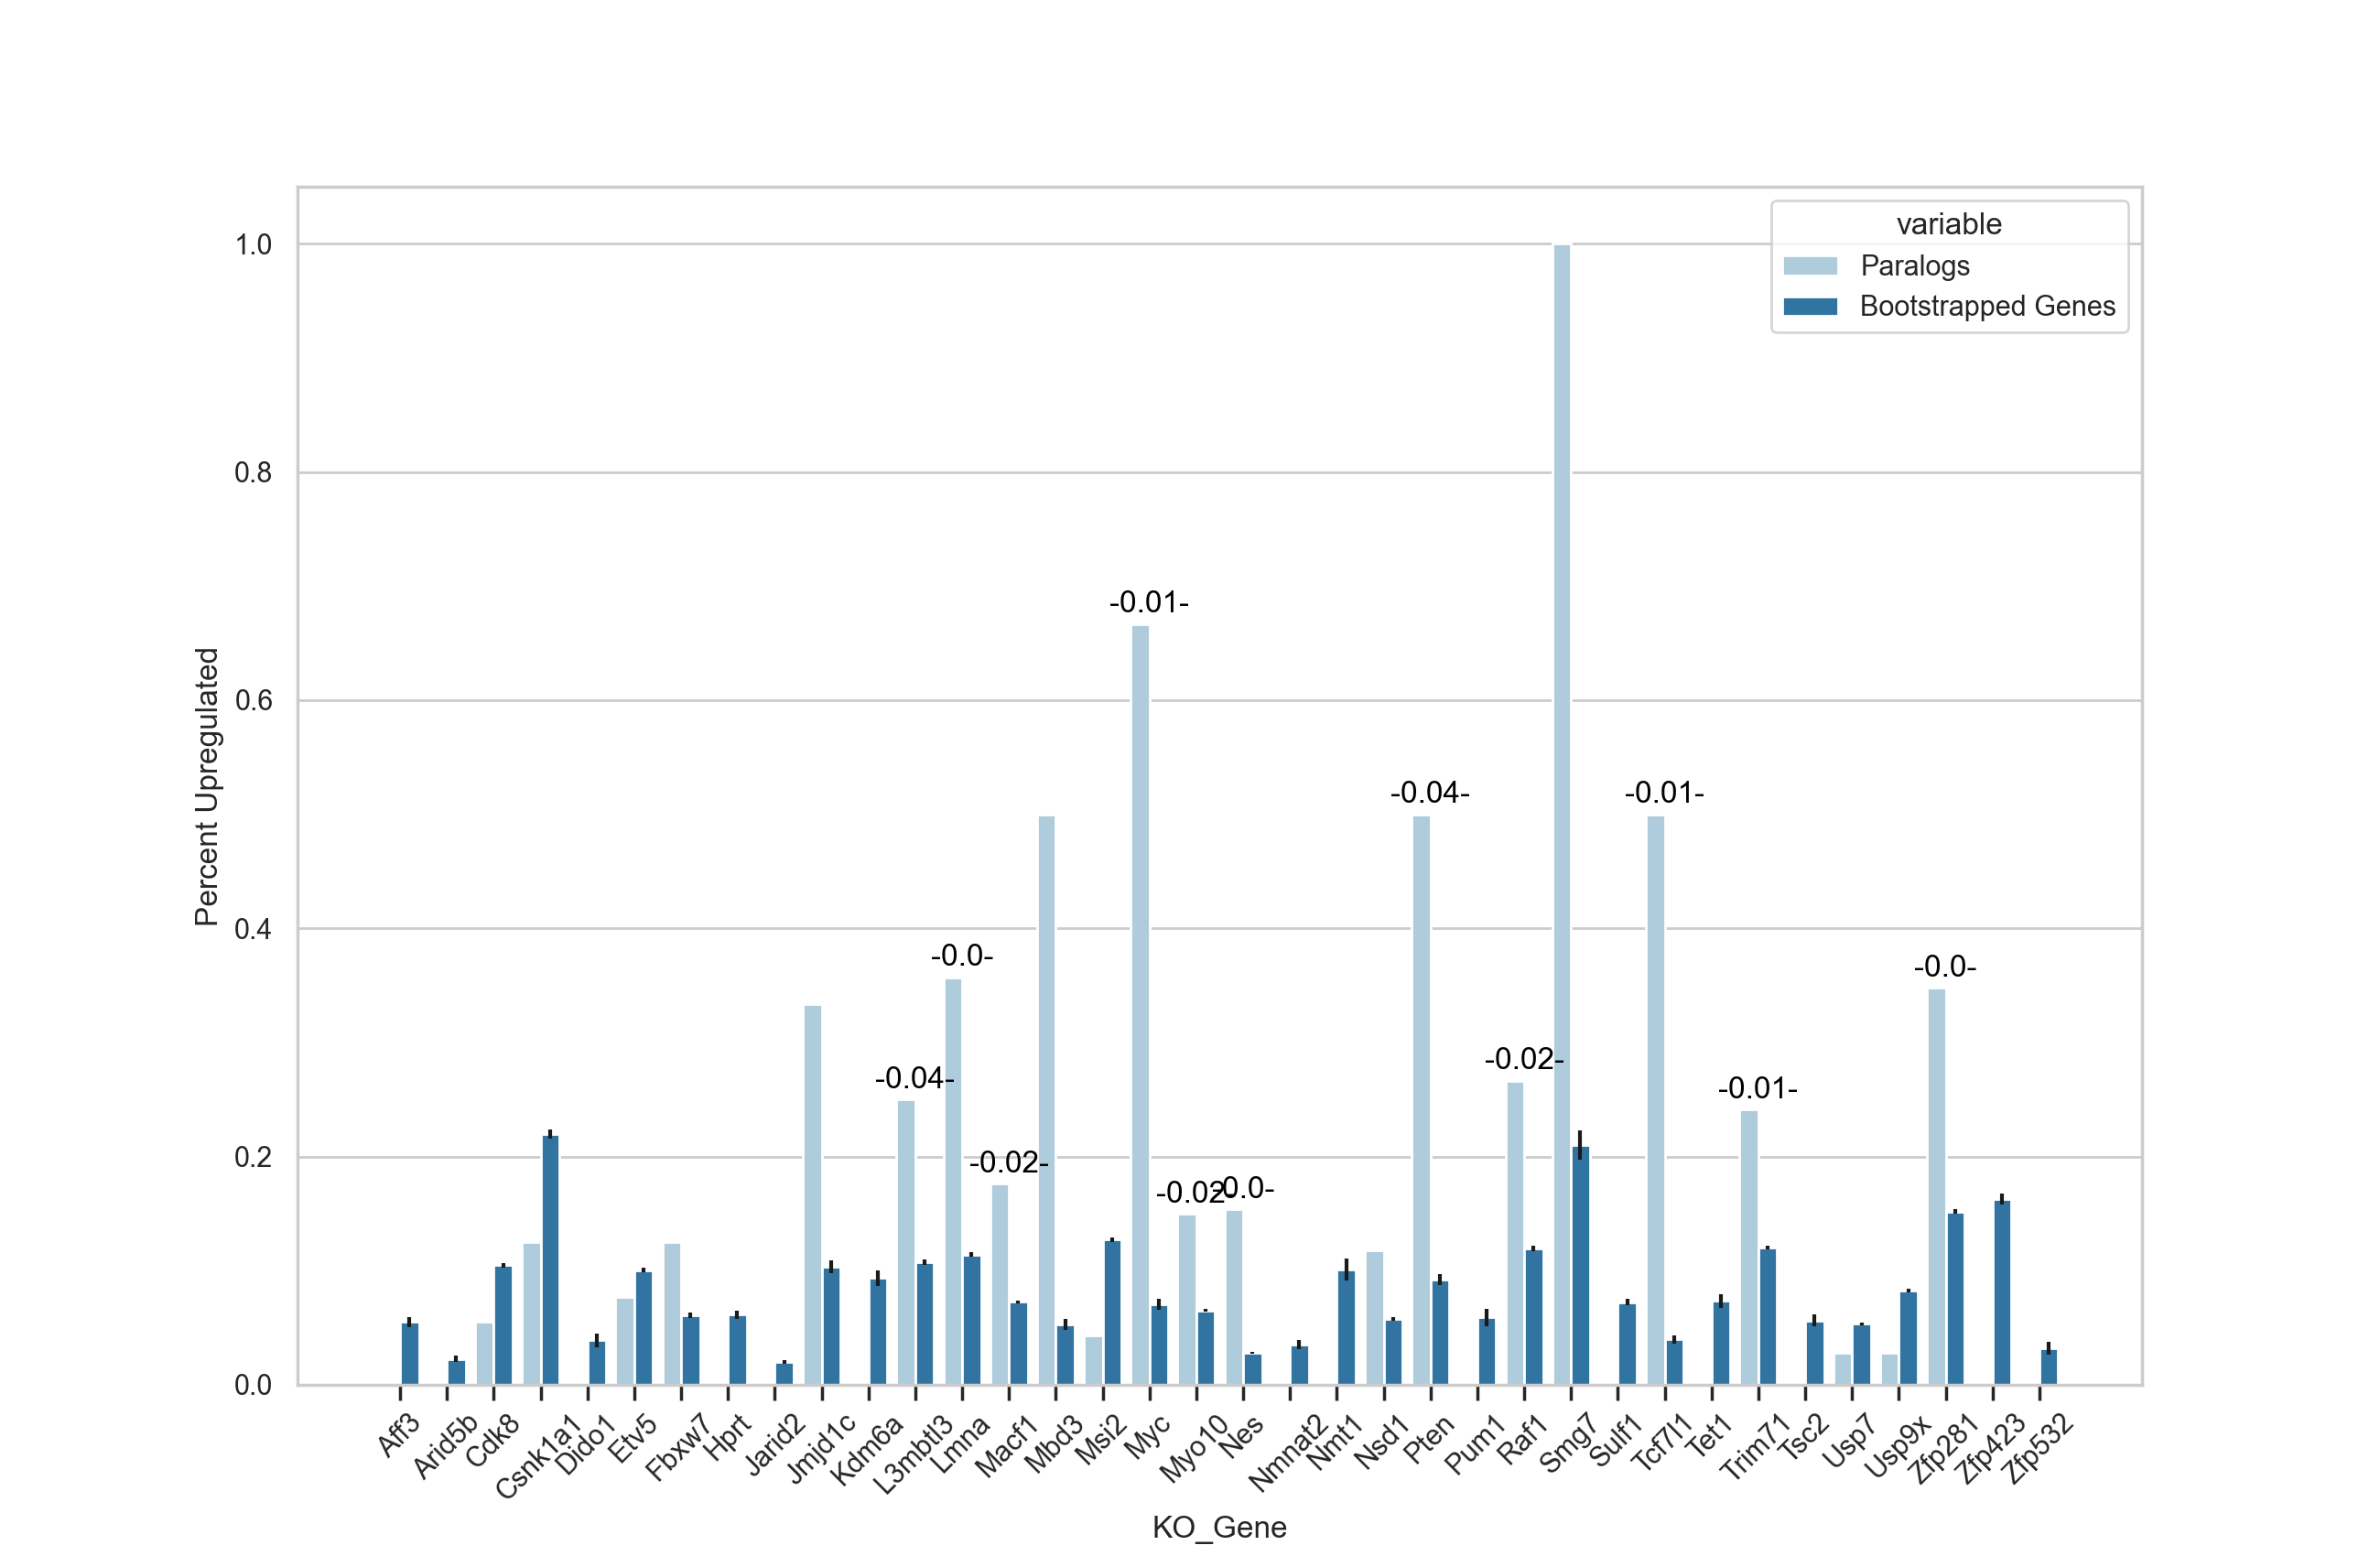 variable
Paralogs
Bootstrapped Genes
Percent Upregulated
1.0
0.8
0.6
0.4
0.2
0.0
-0.04-
-0.0-
-0.02-
-0.01-
-0.02-
-0.0-
-0.04-
-0.02-
-0.01-
-0.01-
-0.0-
Aff3
Arid5b
Cdk8
Csnk1a1
Dido1
Etv5
Fbxw7
Hprt
Jarid2
Jmjd1c
Kdm6a
L3mbtl3
Lmna
Macf1
Mbd3
Msi2
Myc
Myo10
Nes
Nmnat2
Nmt1
Nsd1
Pten
Pum1
Raf1
Smg7
Sulf1
Tcf7l1
Tet1
Trim71
Tsc2
Usp7
Usp9x
Zfp281
Zfp423
Zfp532
KO_Gene